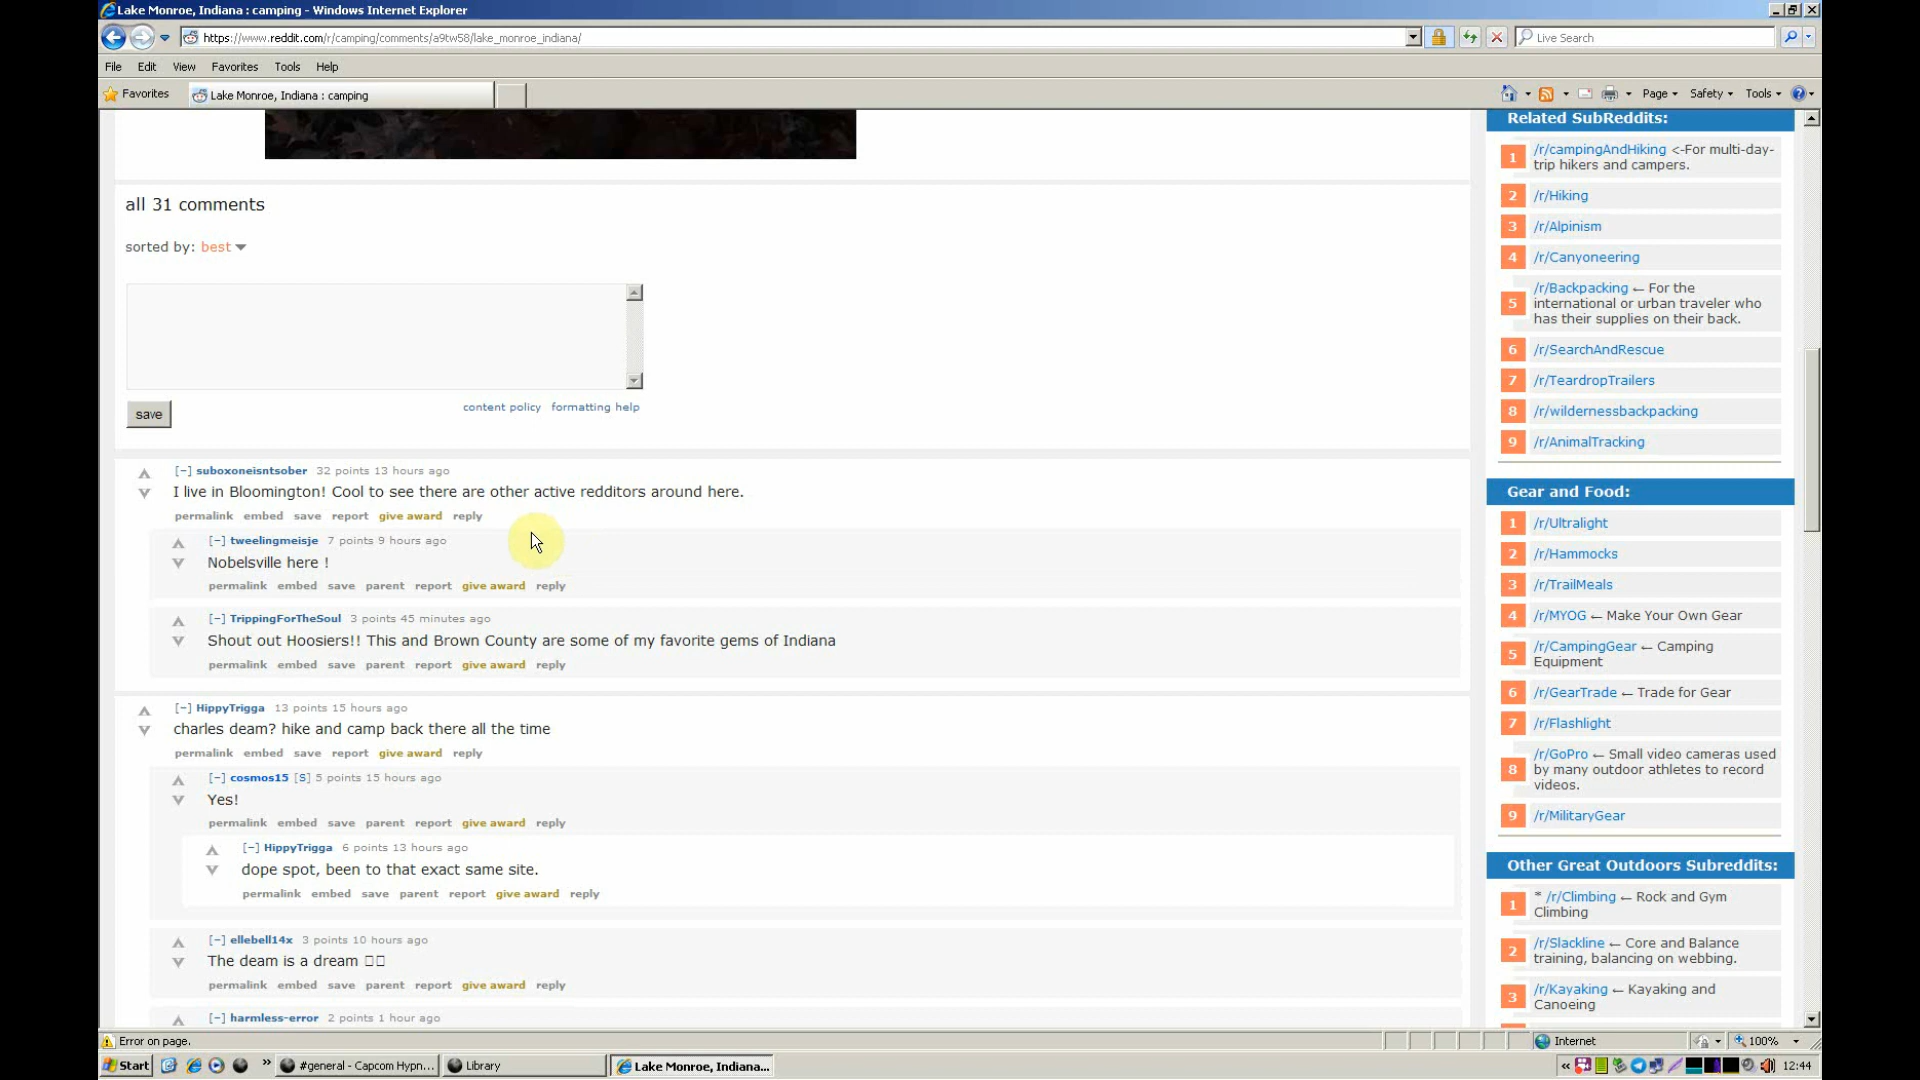 Lake Monroe, Indiana : camping - Windows Internet Explorer
https://www.reddit.com/r/camping/comments/a9tw58/lake_monroe_indiana/
Live Search
File Edit View Favorites Tools Help
Favorites Lake Monroe, Indiana : camping Page Safety Tools
all 31 comments
sorted by: best
save content policy formatting help
[–] suboxoneisntsober 32 points 13 hours ago
I live in Bloomington! Cool to see there are other active redditors around here.
permalink embed save report give award reply
[–] tweelingmeisje 7 points 9 hours ago
Nobelsville here !
permalink embed save parent report give award reply
[–] TrippingForTheSoul 3 points 45 minutes ago
Shout out Hoosiers!! This and Brown County are some of my favorite gems of Indiana
permalink embed save parent report give award reply
[–] HippyTrigga 13 points 15 hours ago
charles deam? hike and camp back there all the time
permalink embed save report give award reply
[–] cosmos15 [S] 5 points 15 hours ago
Yes!
permalink embed save parent report give award reply
[–] HippyTrigga 6 points 13 hours ago
dope spot, been to that exact same site.
permalink embed save parent report give award reply
[–] ellebell14x 3 points 10 hours ago
The deam is a dream
permalink embed save parent report give award reply
[–] harmless-error 2 points 1 hour ago
Related SubReddits:
1 /r/campingAndHiking <-For multi-day-
trip hikers and campers.
2 /r/Hiking
3 /r/Alpinism
4 /r/Canyoneering
5 /r/Backpacking ← For the
international or urban traveler who
has their supplies on their back.
6 /r/SearchAndRescue
7 /r/TeardropTrailers
8 /r/wildernessbackpacking
9 /r/AnimalTracking
Gear and Food:
1 /r/Ultralight
2 /r/Hammocks
3 /r/TrailMeals
4 /r/MYOG ← Make Your Own Gear
5 /r/CampingGear ← Camping
Equipment
6 /r/GearTrade ← Trade for Gear
7 /r/Flashlight
8 /r/GoPro ← Small video cameras used
by many outdoor athletes to record
videos.
9 /r/MilitaryGear
Other Great Outdoors Subreddits:
1 * /r/Climbing ← Rock and Gym
Climbing
2 /r/Slackline ← Core and Balance
training, balancing on webbing.
3 /r/Kayaking ← Kayaking and
Canoeing
Error on page. Internet 100%
Start » #general - Capcom Hypn... Library Lake Monroe, Indiana... « 12:44